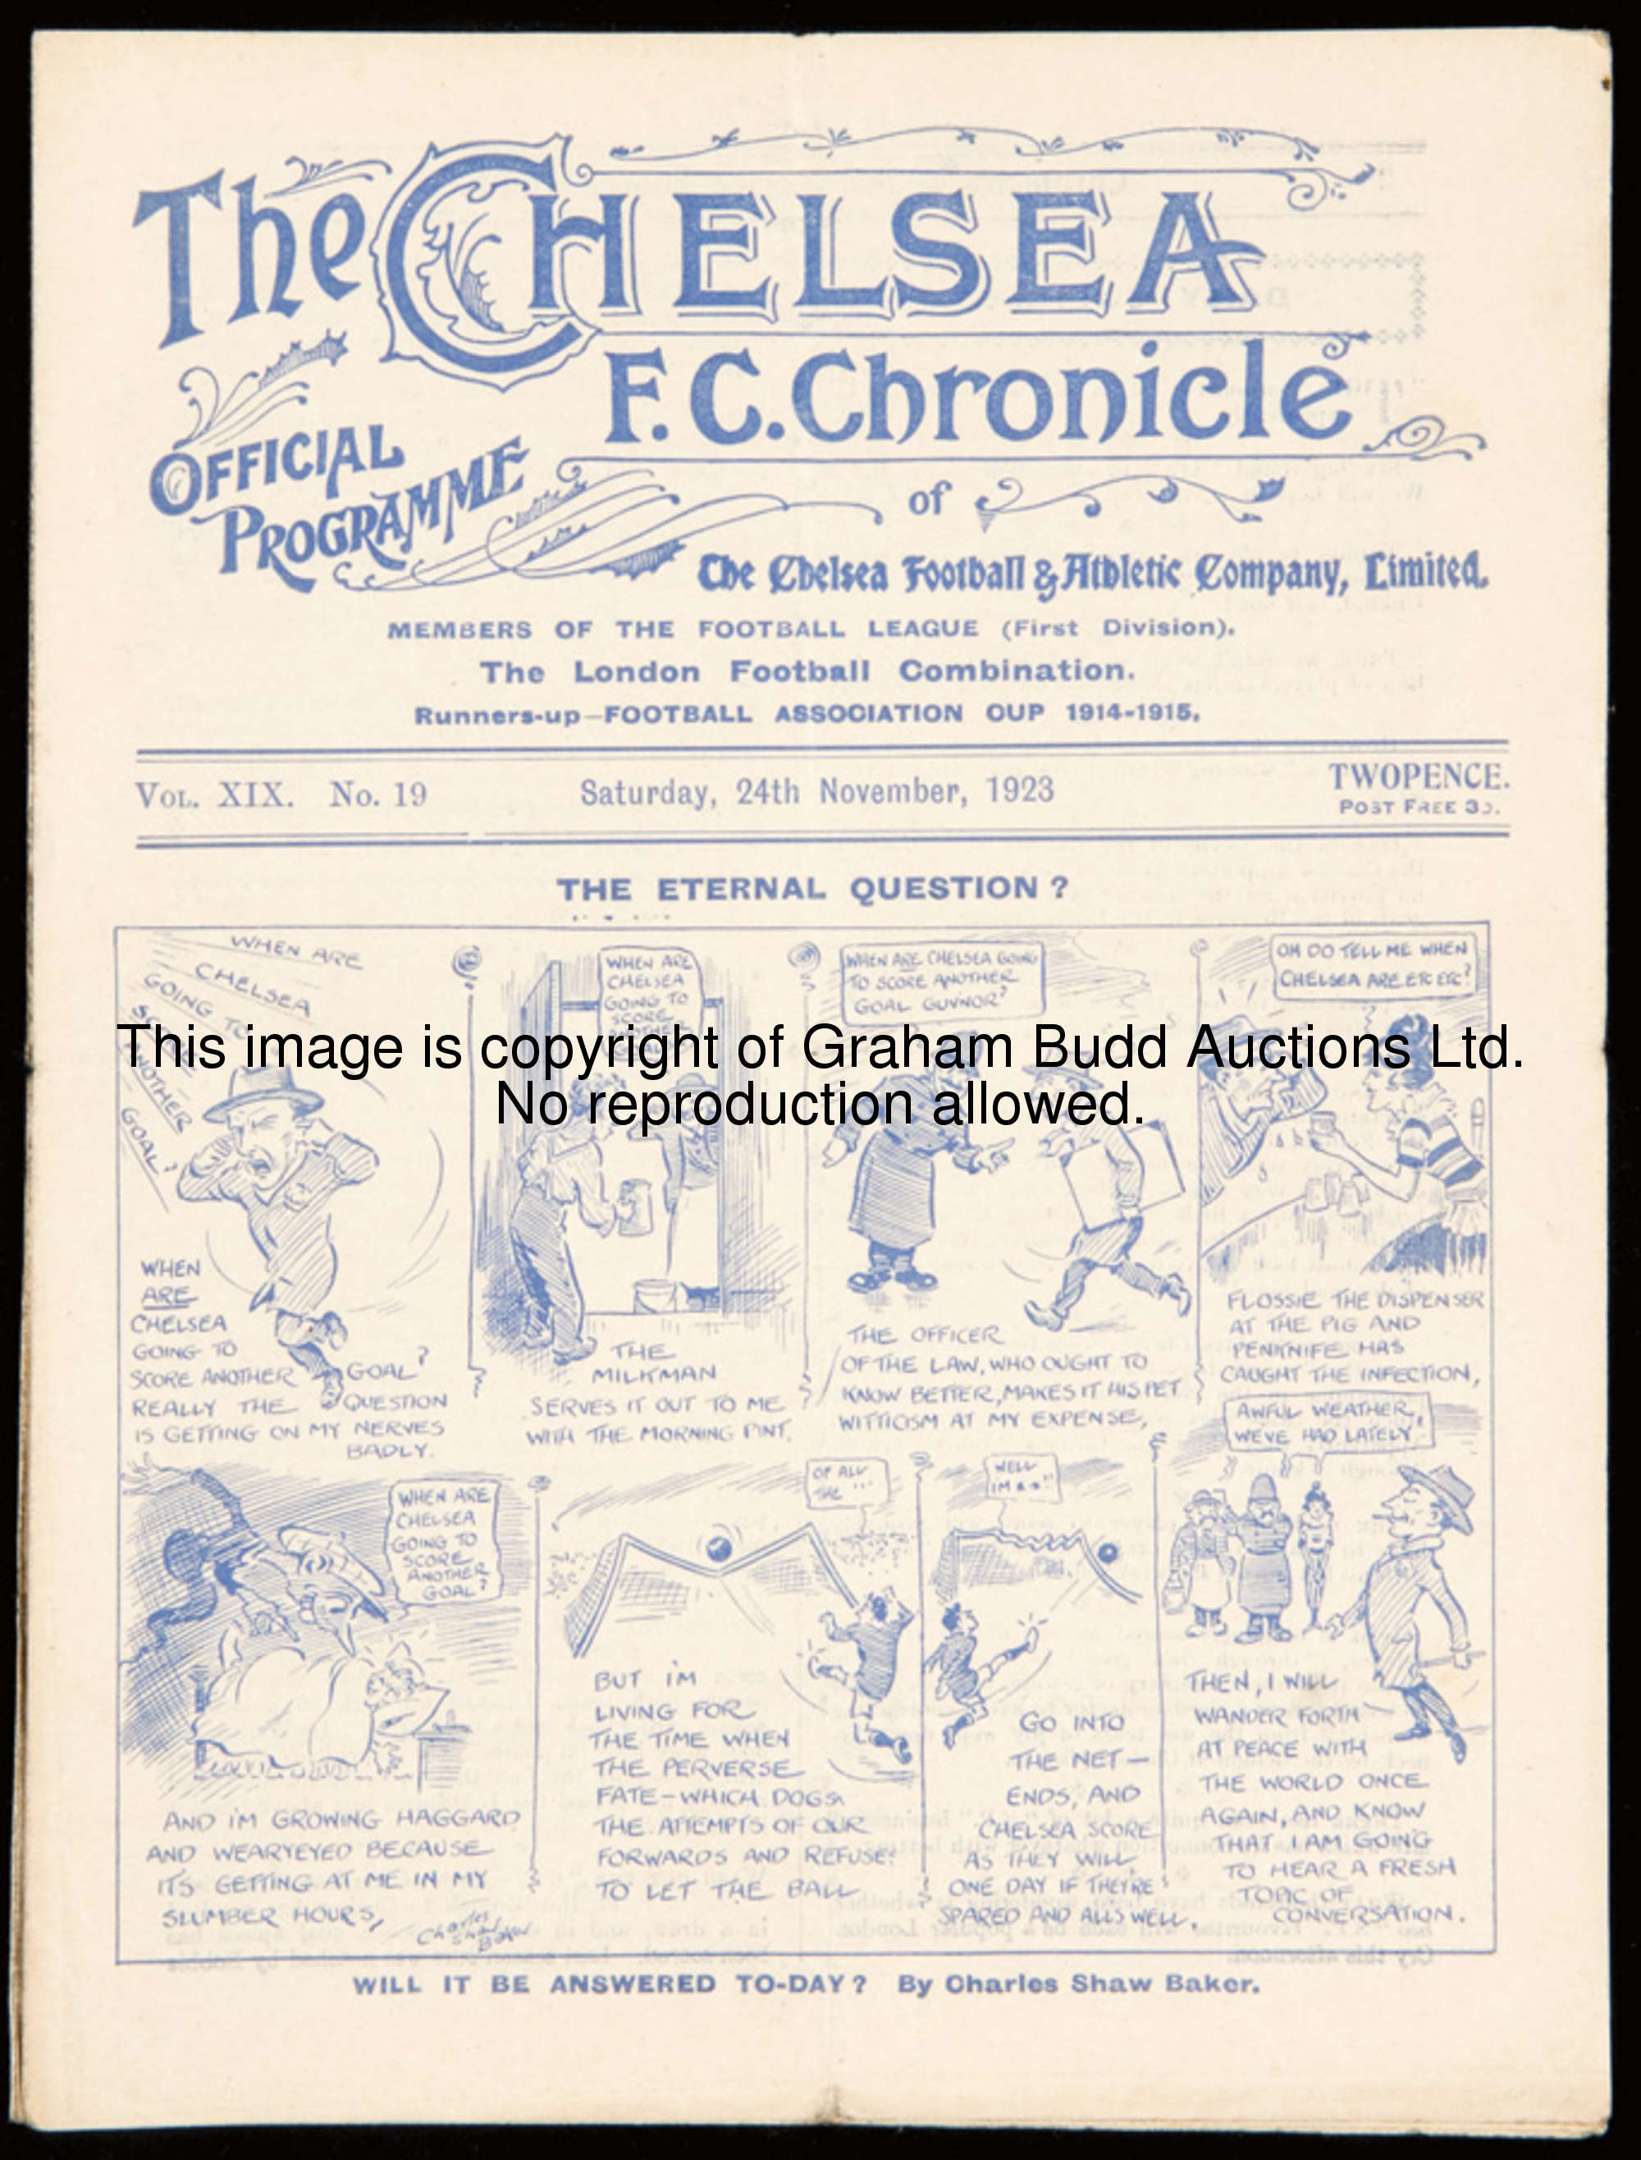 The CHELSEA
F.C. Chronicle
OFFICIAL
PROGRAMME
of
The Chelsea Football & Athletic Company, Limited.
MEMBERS OF THE FOOTBALL LEAGUE (First Division).
The London Football Combination.
Runners-up—FOOTBALL ASSOCIATION CUP 1914-1915.
VOL. XIX. No. 19
Saturday, 24th November, 1923
TWOPENCE.
POST FREE 3D.
THE ETERNAL QUESTION?
WHEN ARE
CHELSEA
GOING TO
SCORE
ANOTHER
GOAL?
WHEN
ARE
CHELSEA
GOING TO
SCORE ANOTHER GOAL?
REALLY THE QUESTION
IS GETTING ON MY NERVES
BADLY.
WHEN ARE
CHELSEA
GOING TO
SCORE
THE
MILKMAN
SERVES IT OUT TO ME
WITH THE MORNING PINT,
WHEN ARE CHELSEA GOING
TO SCORE ANOTHER
GOAL GUVNOR?
THE OFFICER
OF THE LAW, WHO OUGHT TO
KNOW BETTER, MAKES IT HIS PET
WITTICISM AT MY EXPENSE,
OH DO TELL ME WHEN
CHELSEA ARE ETC ETC?
FLOSSIE THE DISPENSER
AT THE PIG AND
PENKNIFE HAS
CAUGHT THE INFECTION,
WHEN ARE
CHELSEA
GOING TO
SCORE
ANOTHER
GOAL?
AND I'M GROWING HAGGARD
AND WEARYEYED BECAUSE
IT'S GETTING AT ME IN MY
SLUMBER HOURS,
Charles Shaw Baker
OF ALL
THE "..."
BUT I'M
LIVING FOR
THE TIME WHEN
THE PERVERSE
FATE-WHICH DOGS
THE ATTEMPTS OF OUR
FORWARDS AND REFUSES
TO LET THE BALL
WELL
I'M
GO INTO
THE NET—
ENDS, AND
CHELSEA SCORE
AS THEY WILL
ONE DAY IF THEY'RE
SPARED AND ALL'S WELL.
AWFUL WEATHER,
WE'VE HAD LATELY
THEN, I WILL
WANDER FORTH
AT PEACE WITH
THE WORLD ONCE
AGAIN, AND KNOW
THAT I AM GOING
TO HEAR A FRESH
TOPIC OF
CONVERSATION.
WILL IT BE ANSWERED TO-DAY? By Charles Shaw Baker.
This image is copyright of Graham Budd Auctions Ltd.
No reproduction allowed.